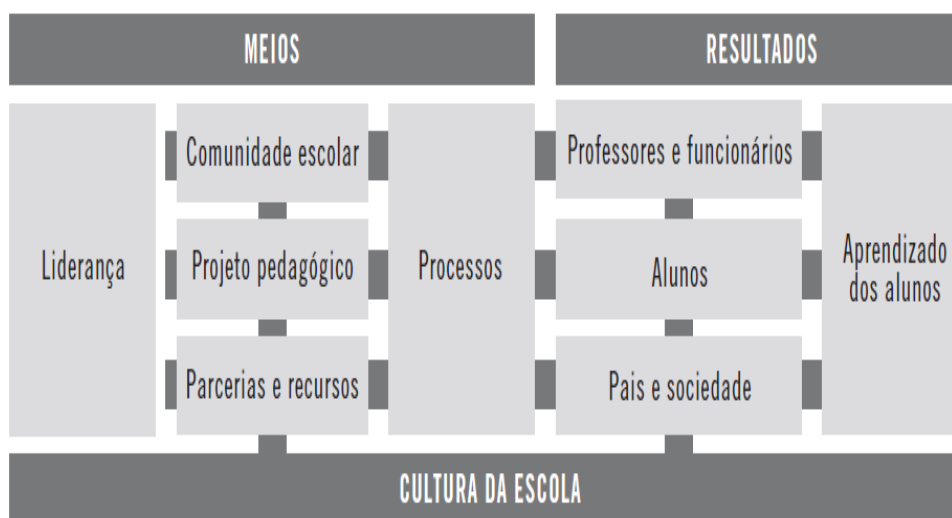 MEIOS
RESULTADOS
Liderança
Comunidade escolar
Projeto pedagógico
Parcerias e recursos
Processos
Professores e funcionários
Alunos
Pais e sociedade
Aprendizado
dos alunos
CULTURA DA ESCOLA